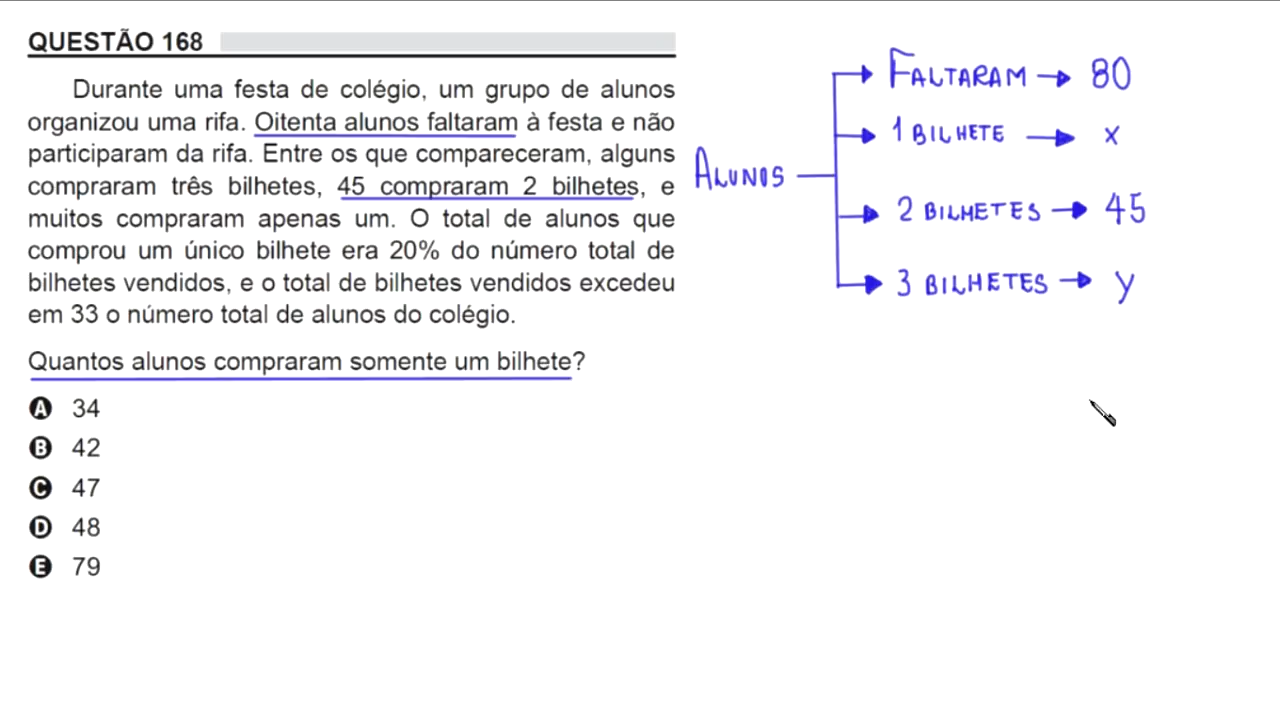 QUESTÃO 168
Durante uma festa de colégio, um grupo de alunos
organizou uma rifa. Oitenta alunos faltaram à festa e não
participaram da rifa. Entre os que compareceram, alguns
compraram três bilhetes, 45 compraram 2 bilhetes, e
muitos compraram apenas um. O total de alunos que
comprou um único bilhete era 20% do número total de
bilhetes vendidos, e o total de bilhetes vendidos excedeu
em 33 o número total de alunos do colégio.
Quantos alunos compraram somente um bilhete?
A 34
B 42
C 47
D 48
E 79
ALUNOS
FALTARAM → 80
1 BILHETE → x
2 BILHETES → 45
3 BILHETES → y